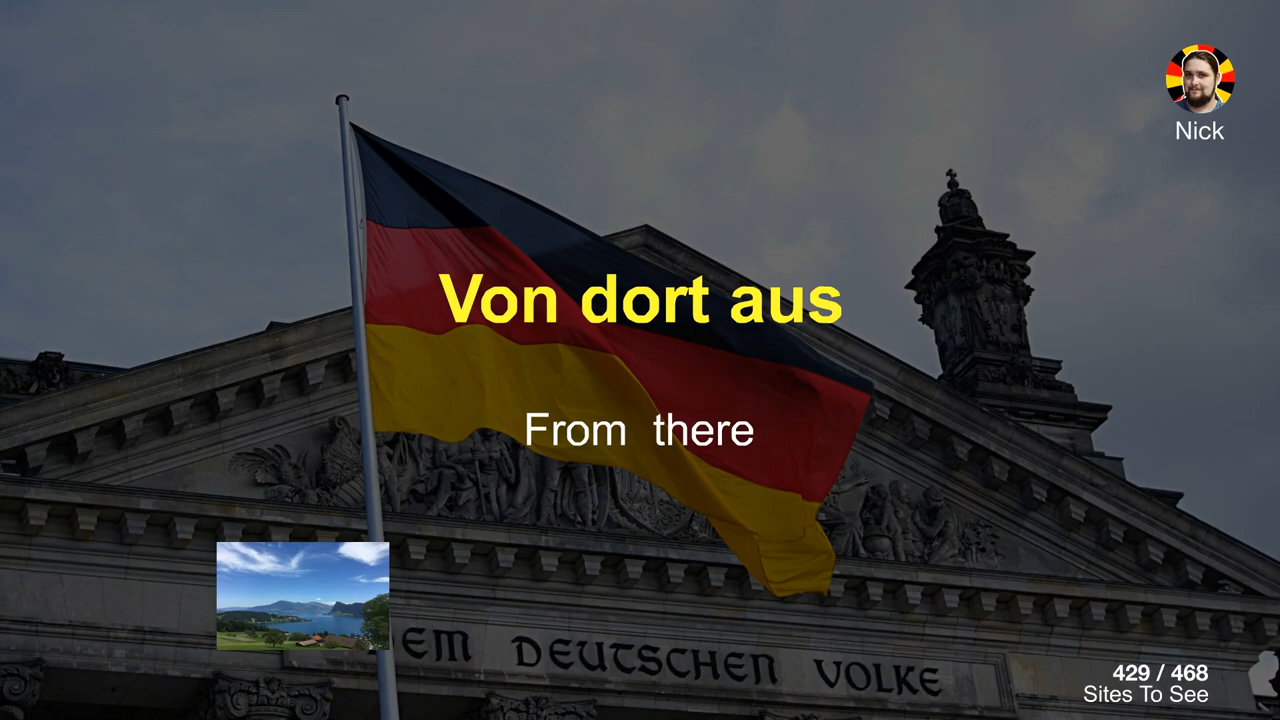 Nick
Von dort aus
From there
EM DEUTSCHEN VOLKE
429 / 468
Sites To See